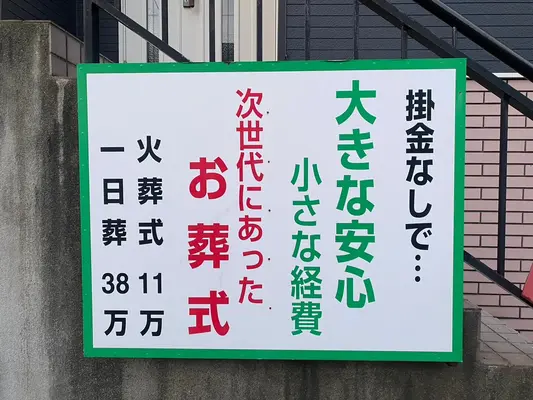 掛金なしで…
大きな安心
小さな経費
次世代にあった
お葬式
火葬式11万
一日葬38万